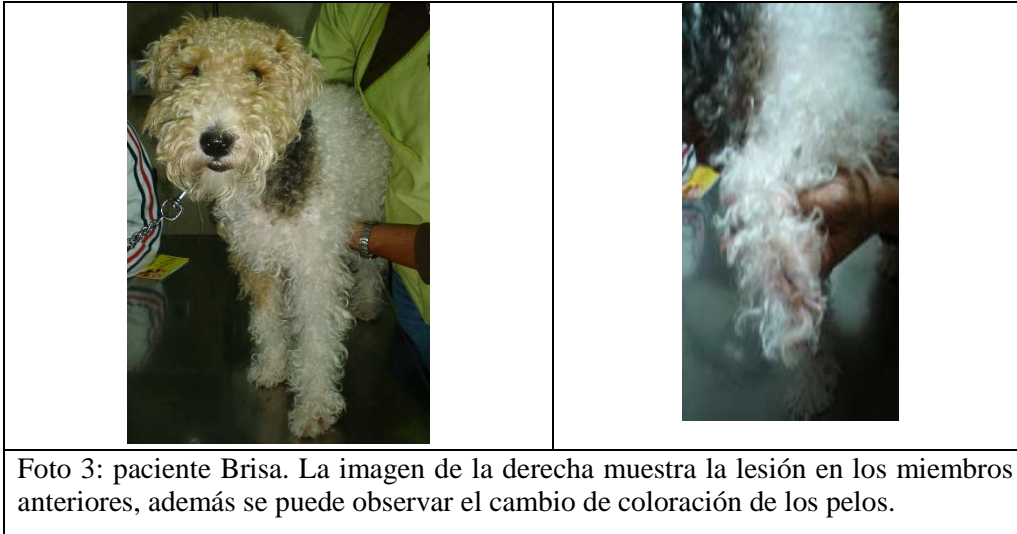 Foto 3: paciente Brisa. La imagen de la derecha muestra la lesión en los miembros
anteriores, además se puede observar el cambio de coloración de los pelos.